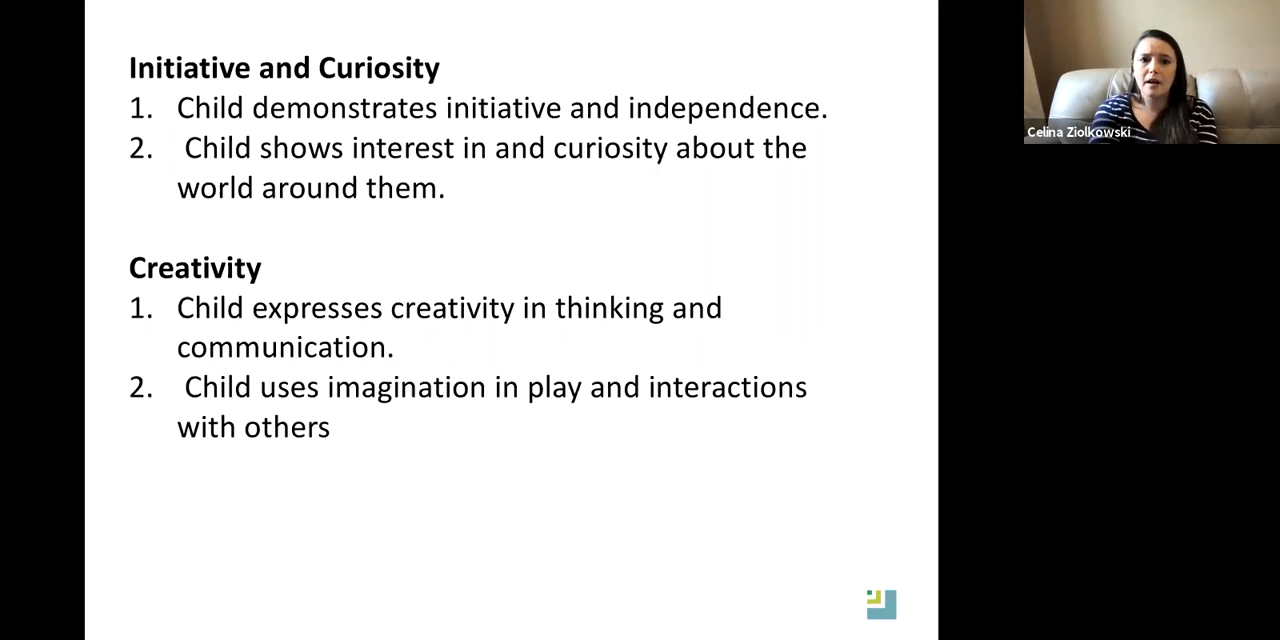 Initiative and Curiosity
1. Child demonstrates initiative and independence.
2. Child shows interest in and curiosity about the
world around them.
Creativity
1. Child expresses creativity in thinking and
communication.
2. Child uses imagination in play and interactions
with others
Celina Ziolkowski